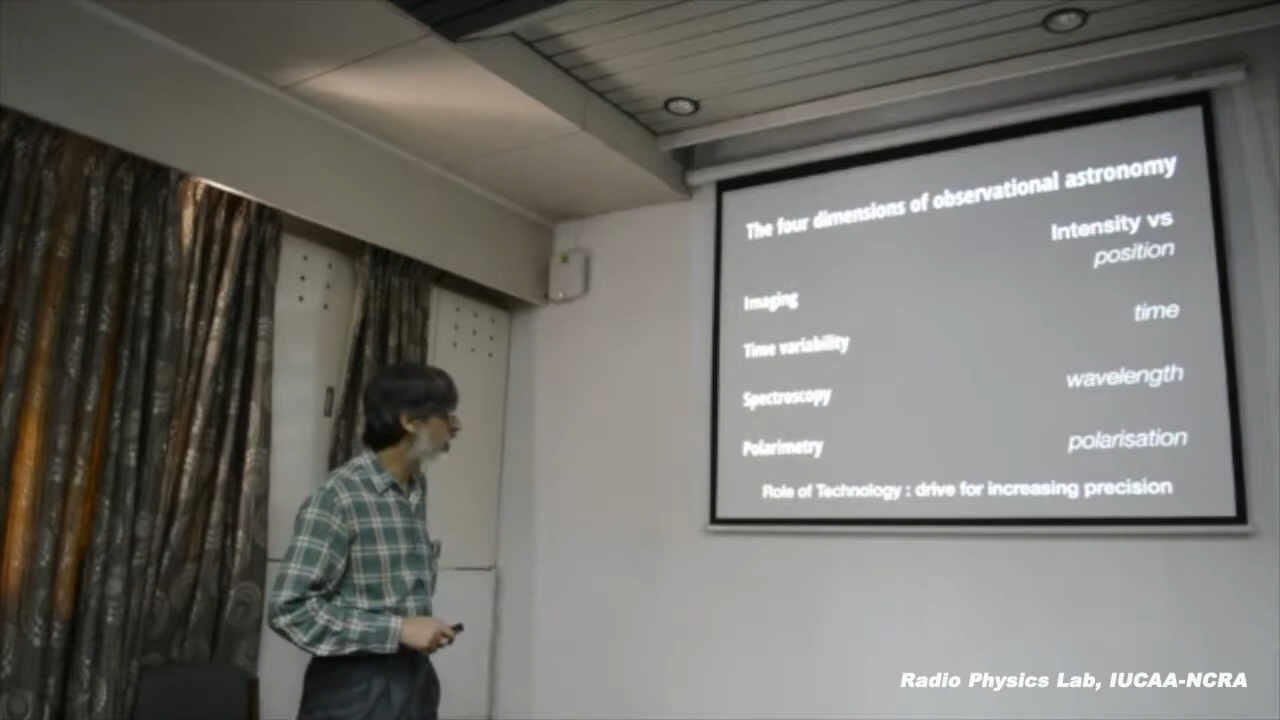 The four dimensions of observational astronomy
Intensity vs
position
Imaging
time
Time variability
wavelength
Spectroscopy
polarisation
Polarimetry
Role of Technology : drive for increasing precision
Radio Physics Lab, IUCAA-NCRA